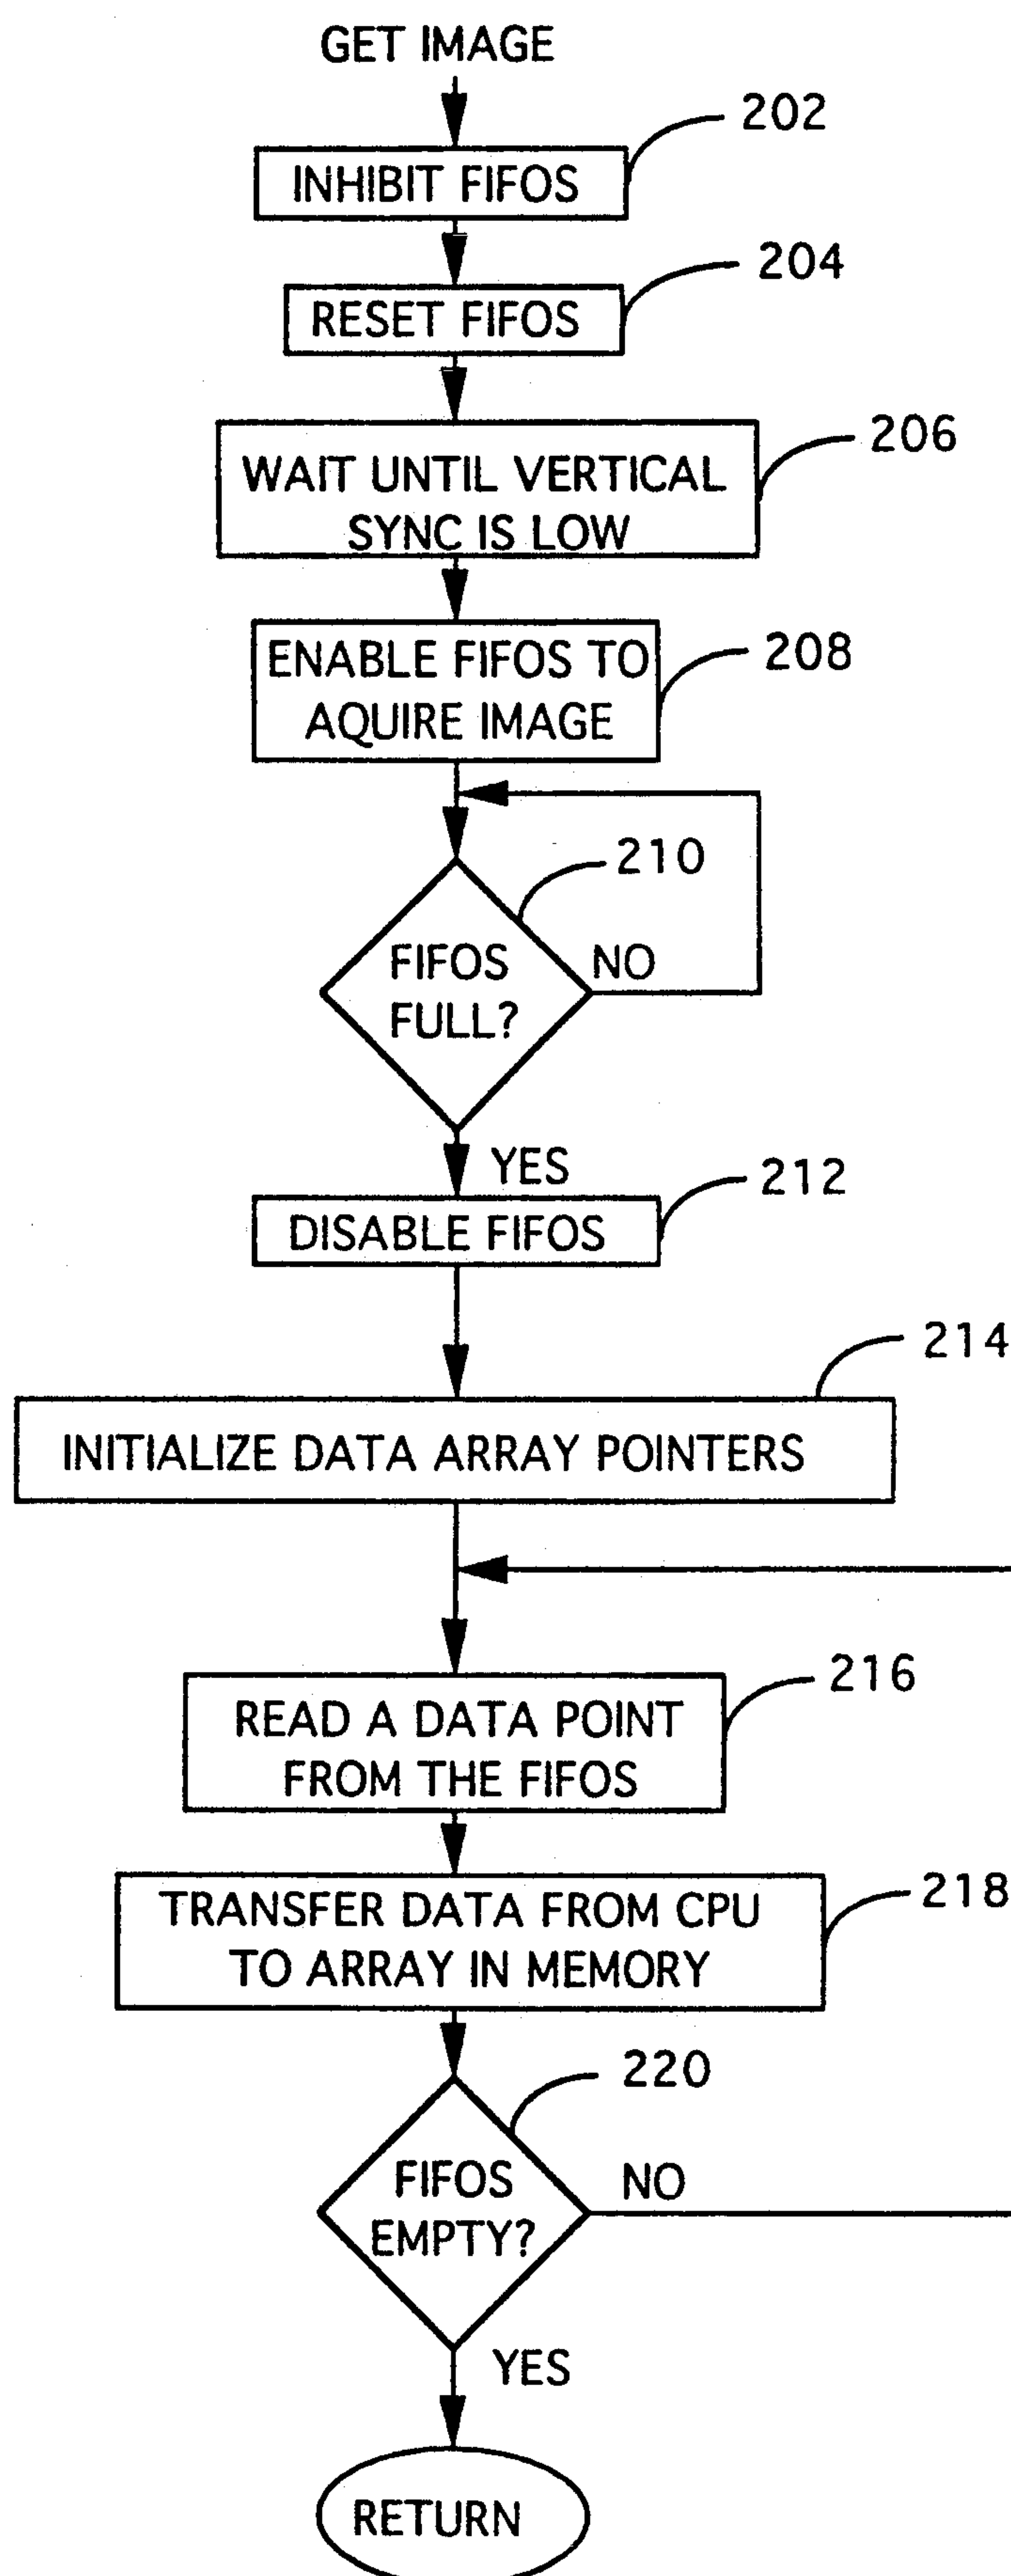 GET IMAGE
202
INHIBIT FIFOS
204
RESET FIFOS
206
WAIT UNTIL VERTICAL
SYNC IS LOW
208
ENABLE FIFOS TO
AQUIRE IMAGE
210
FIFOS
FULL?
NO
YES
212
DISABLE FIFOS
214
INITIALIZE DATA ARRAY POINTERS
216
READ A DATA POINT
FROM THE FIFOS
218
TRANSFER DATA FROM CPU
TO ARRAY IN MEMORY
220
FIFOS
EMPTY?
NO
YES
RETURN